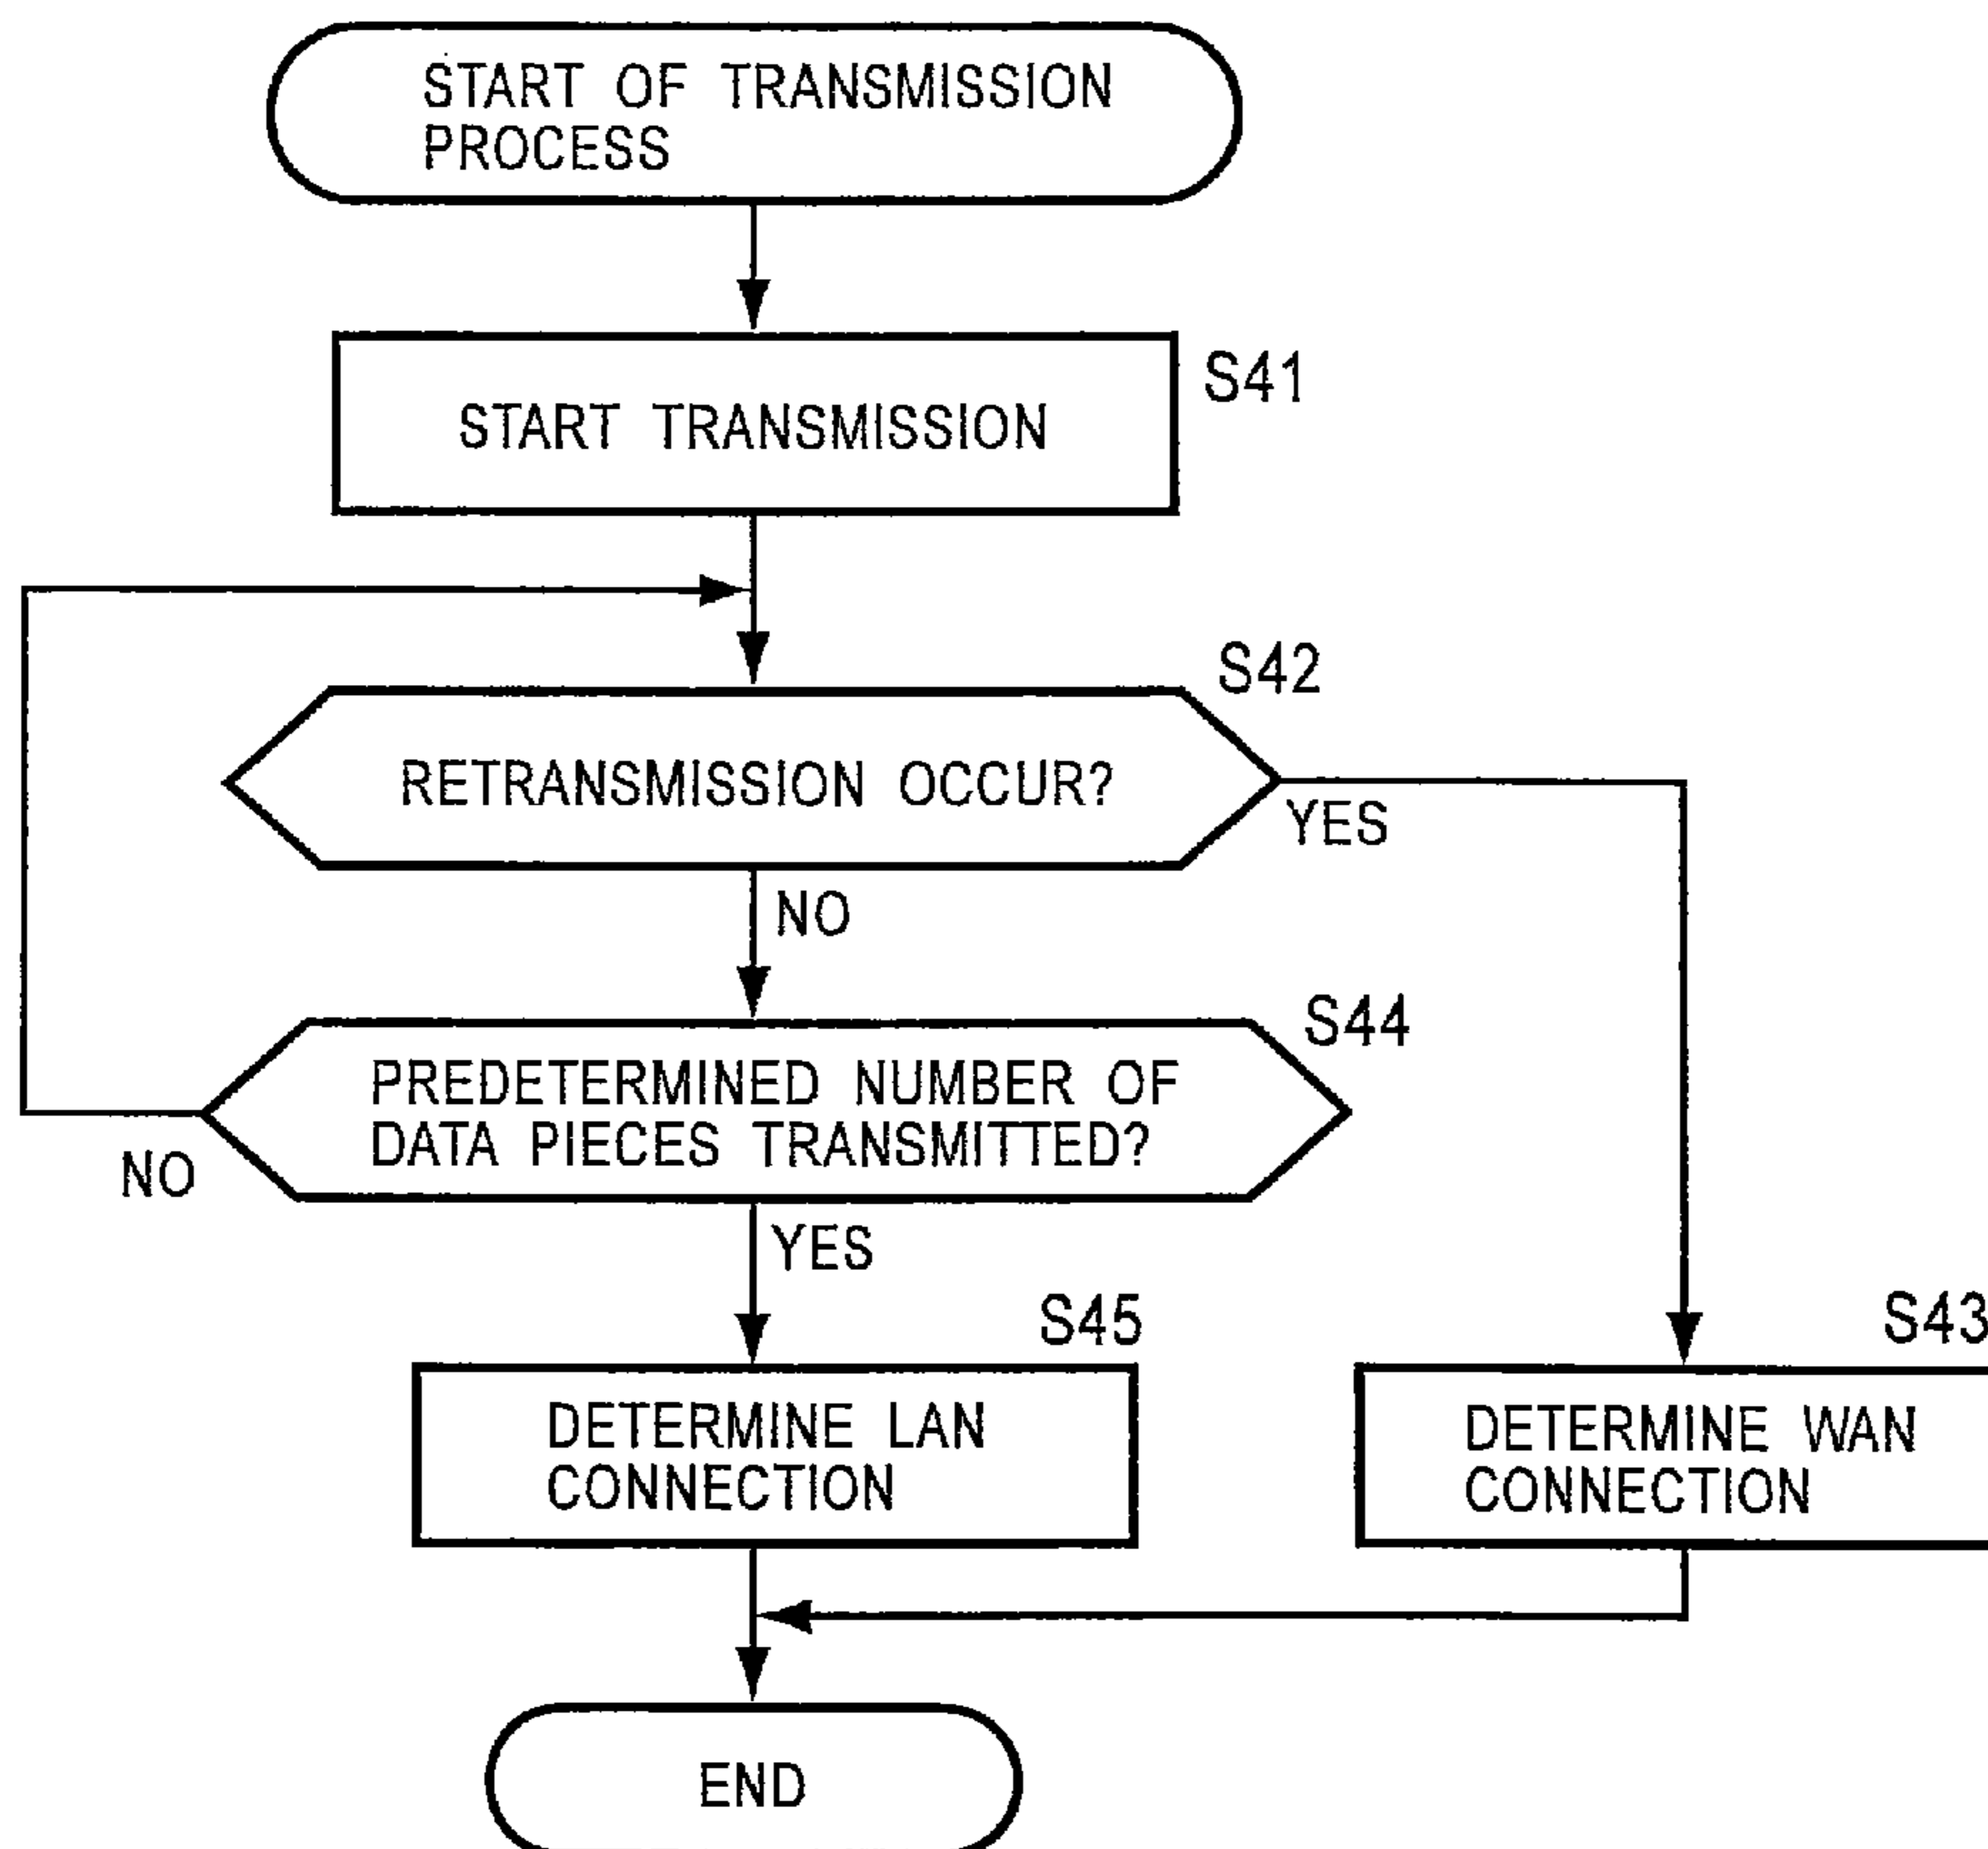 START OF TRANSMISSION
PROCESS
START TRANSMISSION
S41
S42
RETRANSMISSION OCCUR?
YES
NO
S44
PREDETERMINED NUMBER OF
DATA PIECES TRANSMITTED?
NO
YES
S45
S43
DETERMINE LAN
CONNECTION
DETERMINE WAN
CONNECTION
END